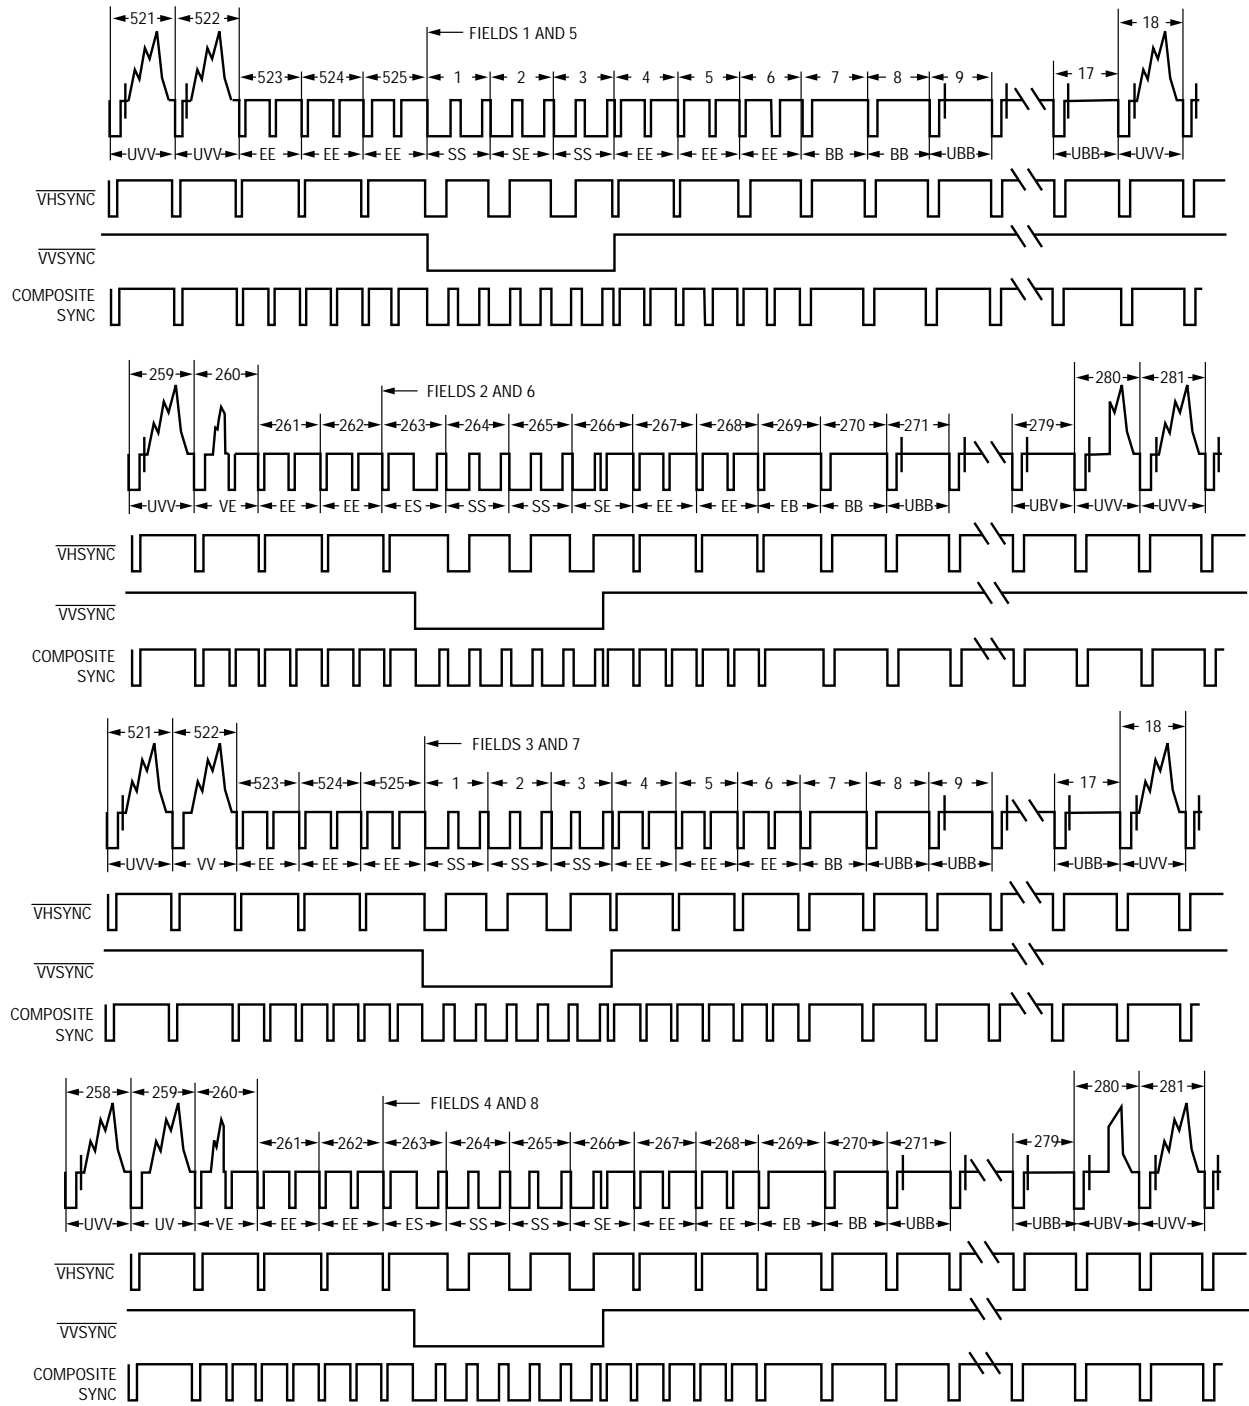 521 522 18
FIELDS 1 AND 5
523 524 525 1 2 3 4 5 6 7 8 9 17
UVV UVV EE EE EE SS SE SS EE EE EE BB BB UBB UBB UVV
VHSYNC
VVSYNC
COMPOSITE
SYNC
259 260 280 281
FIELDS 2 AND 6
261 262 263 264 265 266 267 268 269 270 271 279
UVV VE EE EE ES SS SS SE EE EE EB BB UBB UBV UVV UVV
VHSYNC
VVSYNC
COMPOSITE
SYNC
521 522 18
FIELDS 3 AND 7
523 524 525 1 2 3 4 5 6 7 8 9 17
UVV VV EE EE EE SS SS SS EE EE EE BB UBB UBB UBB UVV
VHSYNC
VVSYNC
COMPOSITE
SYNC
258 259 260 280 281
FIELDS 4 AND 8
261 262 263 264 265 266 267 268 269 270 271 279
UVV UV VE EE EE ES SS SS SE EE EE EB BB UBB UBB UBV UVV
VHSYNC
VVSYNC
COMPOSITE
SYNC